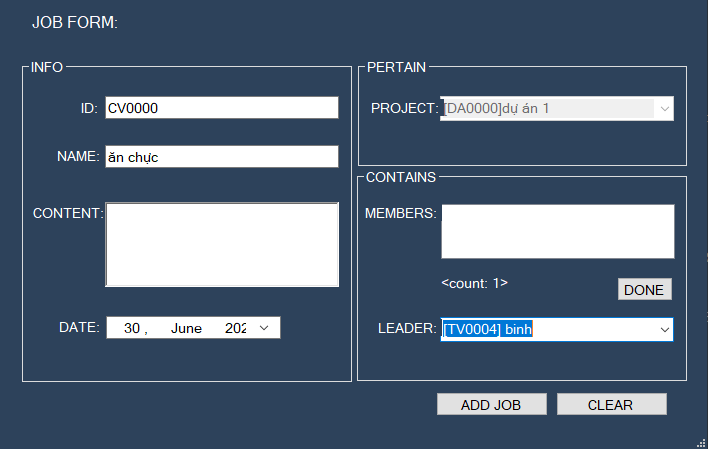 JOB FORM:
INFO
ID: CV0000
NAME: ăn chực
CONTENT:
DATE: 30 , June 202
PERTAIN
PROJECT: [DA0000]dự án 1
CONTAINS
MEMBERS:
<count: 1>
DONE
LEADER: [TV0004] binh
ADD JOB
CLEAR